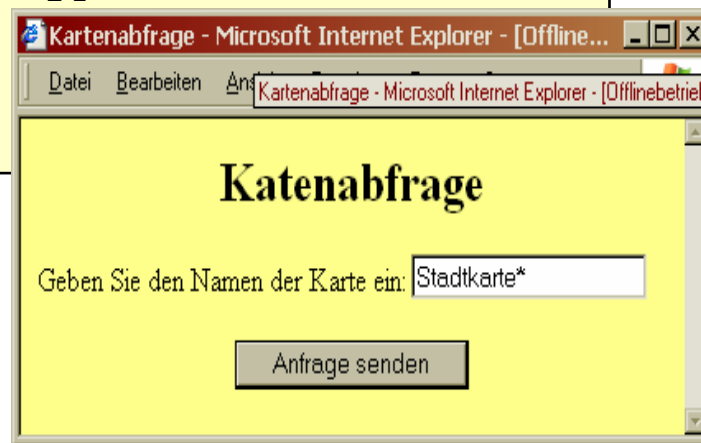 Kartenabfrage - Microsoft Internet Explorer - [Offline...
Datei Bearbeiten
Kartenabfrage - Microsoft Internet Explorer - [Offlinebetrieb
Katenabfrage
Geben Sie den Namen der Karte ein: Stadtkarte*
Anfrage senden